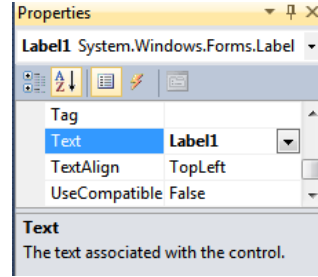 Properties
Label1 System.Windows.Forms.Label
A
Z
Tag
Text Label1
TextAlign TopLeft
UseCompatible False
Text
The text associated with the control.